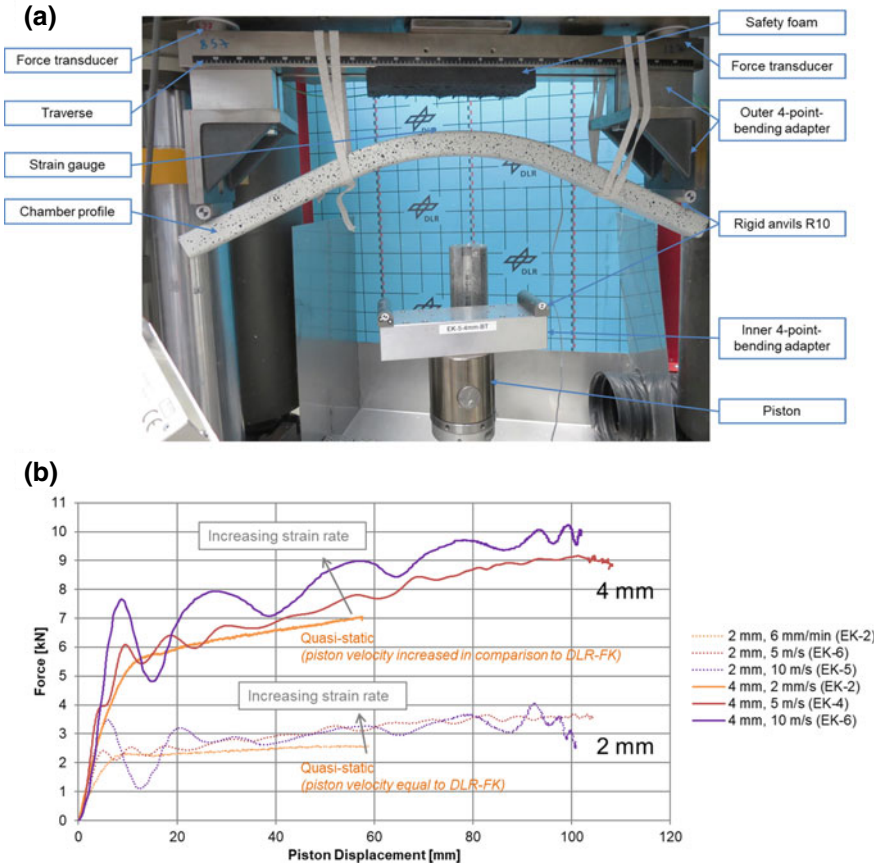 (a)
Safety foam
Force transducer
Force transducer
Traverse
Outer 4-point-
bending adapter
Strain gauge
Chamber profile
857
DLR
DLR
DLR
DLR
Rigid anvils R10
EK-5-4mm-BT
Inner 4-point-
bending adapter
Piston
CE
(b)
11
10
9
8
7
6
5
4
3
2
1
0
Force [kN]
0
20
40
60
80
100
120
Piston Displacement [mm]
Increasing strain rate
4 mm
Quasi-static
(piston velocity increased in comparison to DLR-FK)
Increasing strain rate
2 mm
Quasi-static
(piston velocity equal to DLR-FK)
2 mm, 6 mm/min (EK-2)
2 mm, 5 m/s (EK-6)
2 mm, 10 m/s (EK-5)
4 mm, 2 mm/s (EK-2)
4 mm, 5 m/s (EK-4)
4 mm, 10 m/s (EK-6)